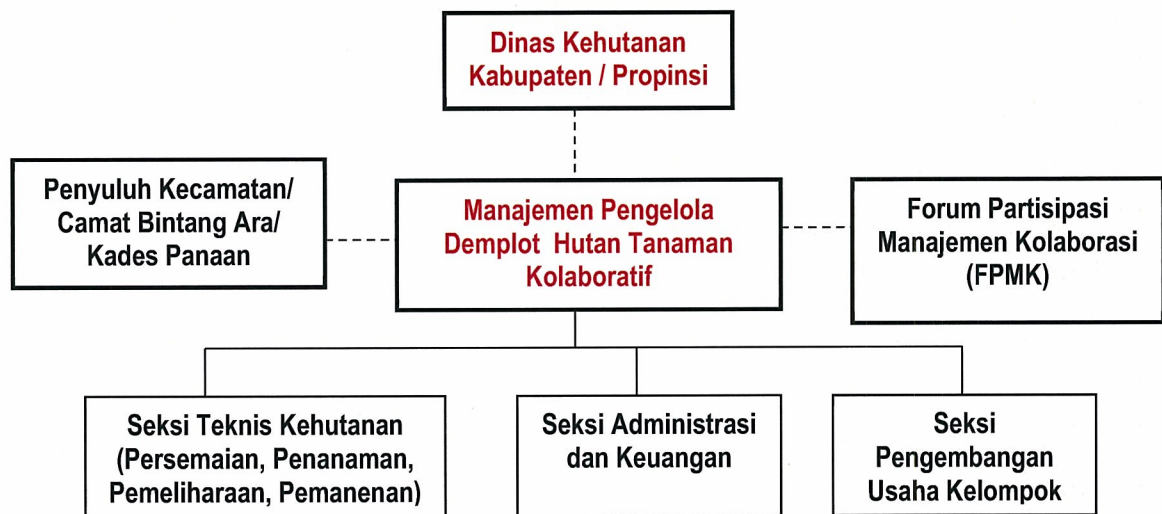 Dinas Kehutanan
Kabupaten / Propinsi
Penyuluh Kecamatan/
Camat Bintang Ara/
Kades Panaan
Manajemen Pengelola
Demplot Hutan Tanaman
Kolaboratif
Forum Partisipasi
Manajemen Kolaborasi
(FPMK)
Seksi Teknis Kehutanan
(Persemaian, Penanaman,
Pemeliharaan, Pemanenan)
Seksi Administrasi
dan Keuangan
Seksi
Pengembangan
Usaha Kelompok